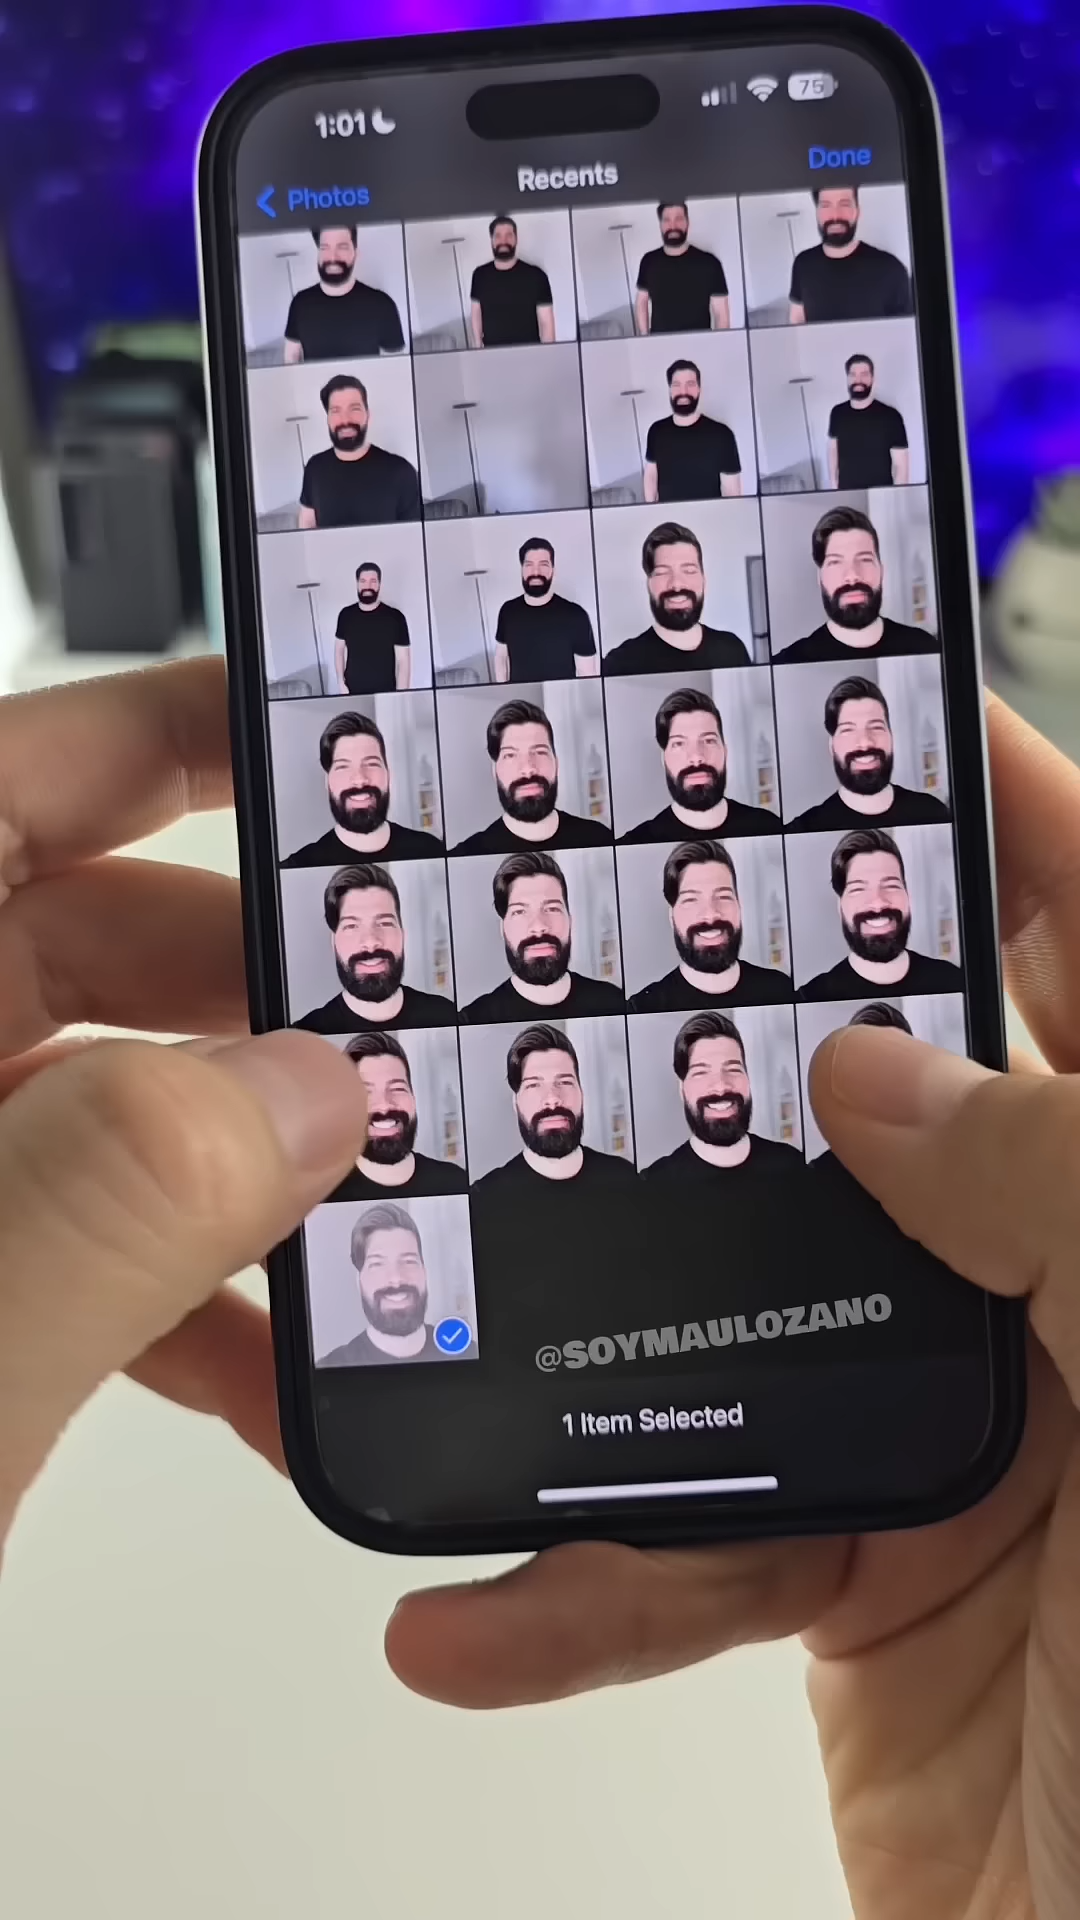 1:01
75
Photos
Recents
Done
@SOYMAULOZANO
1 Item Selected